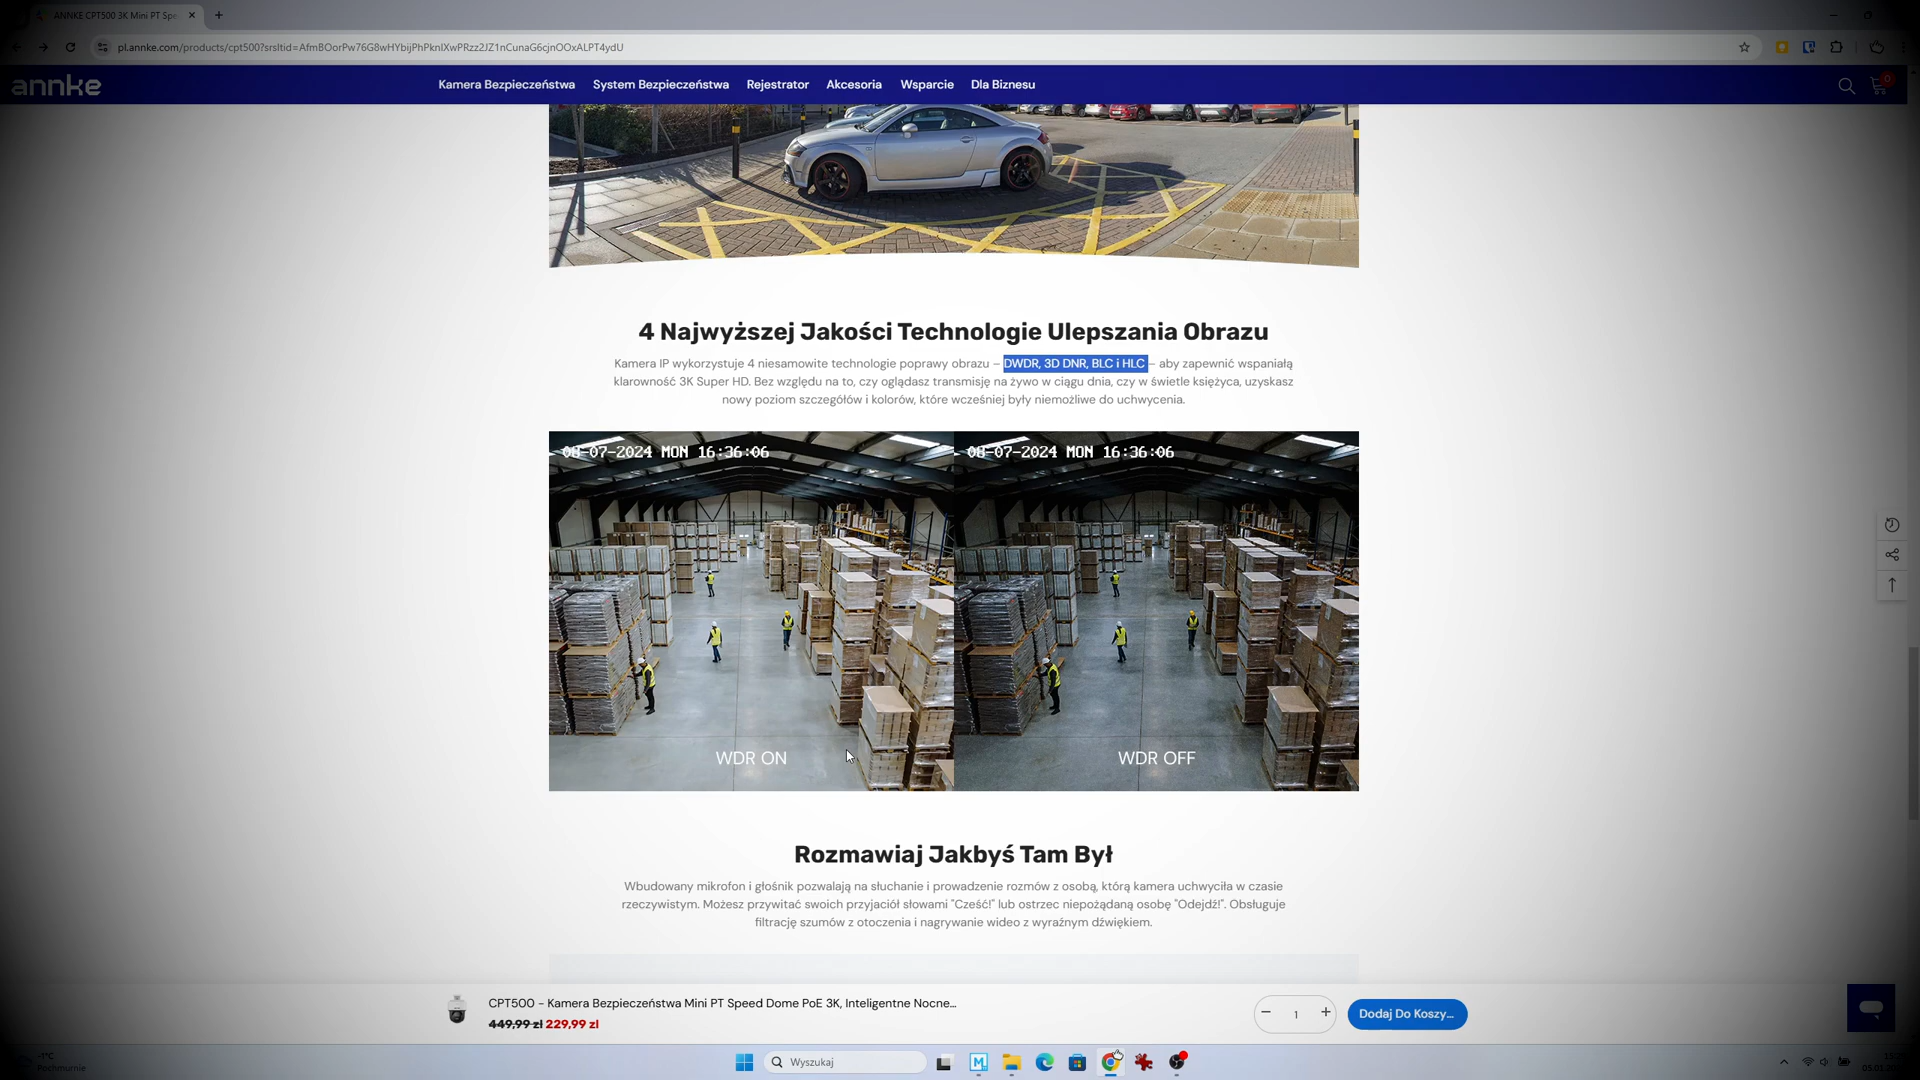 ANNKE CPT500 3K Mini PT Spe
pl.annke.com/products/cpt500?srsltid=AfmBOorPw76G8wHYbijPhPknIXwPRzz2JZ1nCunaG6cjnOOxALPT4ydU
annke
Kamera Bezpieczeństwa System Bezpieczeństwa Rejestrator Akcesoria Wsparcie Dla Biznesu
0
4 Najwyższej Jakości Technologie Ulepszania Obrazu
Kamera IP wykorzystuje 4 niesamowite technologie poprawy obrazu – DWDR, 3D DNR, BLC i HLC – aby zapewnić wspaniałą
klarowność 3K Super HD. Bez względu na to, czy oglądasz transmisję na żywo w ciągu dnia, czy w świetle księżyca, uzyskasz
nowy poziom szczegółów i kolorów, które wcześniej były niemożliwe do uchwycenia.
08-07-2024 MON 16:36:06
08-07-2024 MON 16:36:06
WDR ON
WDR OFF
Rozmawiaj Jakbyś Tam Był
Wbudowany mikrofon i głośnik pozwalają na słuchanie i prowadzenie rozmów z osobą, którą kamera uchwyciła w czasie
rzeczywistym. Możesz przywitać swoich przyjaciół słowami "Cześć!" lub ostrzec niepożądaną osobę "Odejdź!". Obsługuje
filtrację szumów z otoczenia i nagrywanie wideo z wyraźnym dźwiękiem.
CPT500 - Kamera Bezpieczeństwa Mini PT Speed Dome PoE 3K, Inteligentne Nocne...
449,99 zł 229,99 zł
1
Dodaj Do Koszy...
-1°C
Pochmurnie
Wyszukaj